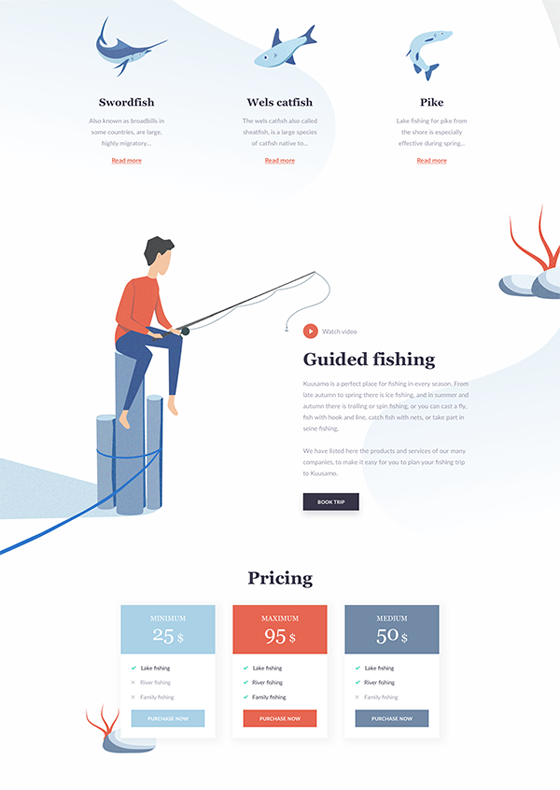 Swordfish
Also known as broadbills in
some countries, are large,
highly migratory...
Read more
Wels catfish
The wels catfish also called
sheatfish, is a large species
of catfish native to...
Read more
Pike
Lake fishing for pike from
the shore is especially
effective during spring...
Read more
Watch video
Guided fishing
Kuusamo is a perfect place for fishing in every season. From
late autumn to spring there is ice fishing, and in summer and
autumn there is trolling or spin fishing, or you can cast a fly,
fish with hook and line, catch fish with nets, or take part in
seine fishing.
We have listed here the products and services of our many
companies, to make it easy for you to plan your fishing trip
to Kuusamo.
BOOK TRIP
Pricing
MINIMUM
25 $
Lake fishing
River fishing
Family fishing
PURCHASE NOW
MAXIMUM
95 $
Lake fishing
River fishing
Family fishing
PURCHASE NOW
MEDIUM
50 $
Lake fishing
River fishing
Family fishing
PURCHASE NOW